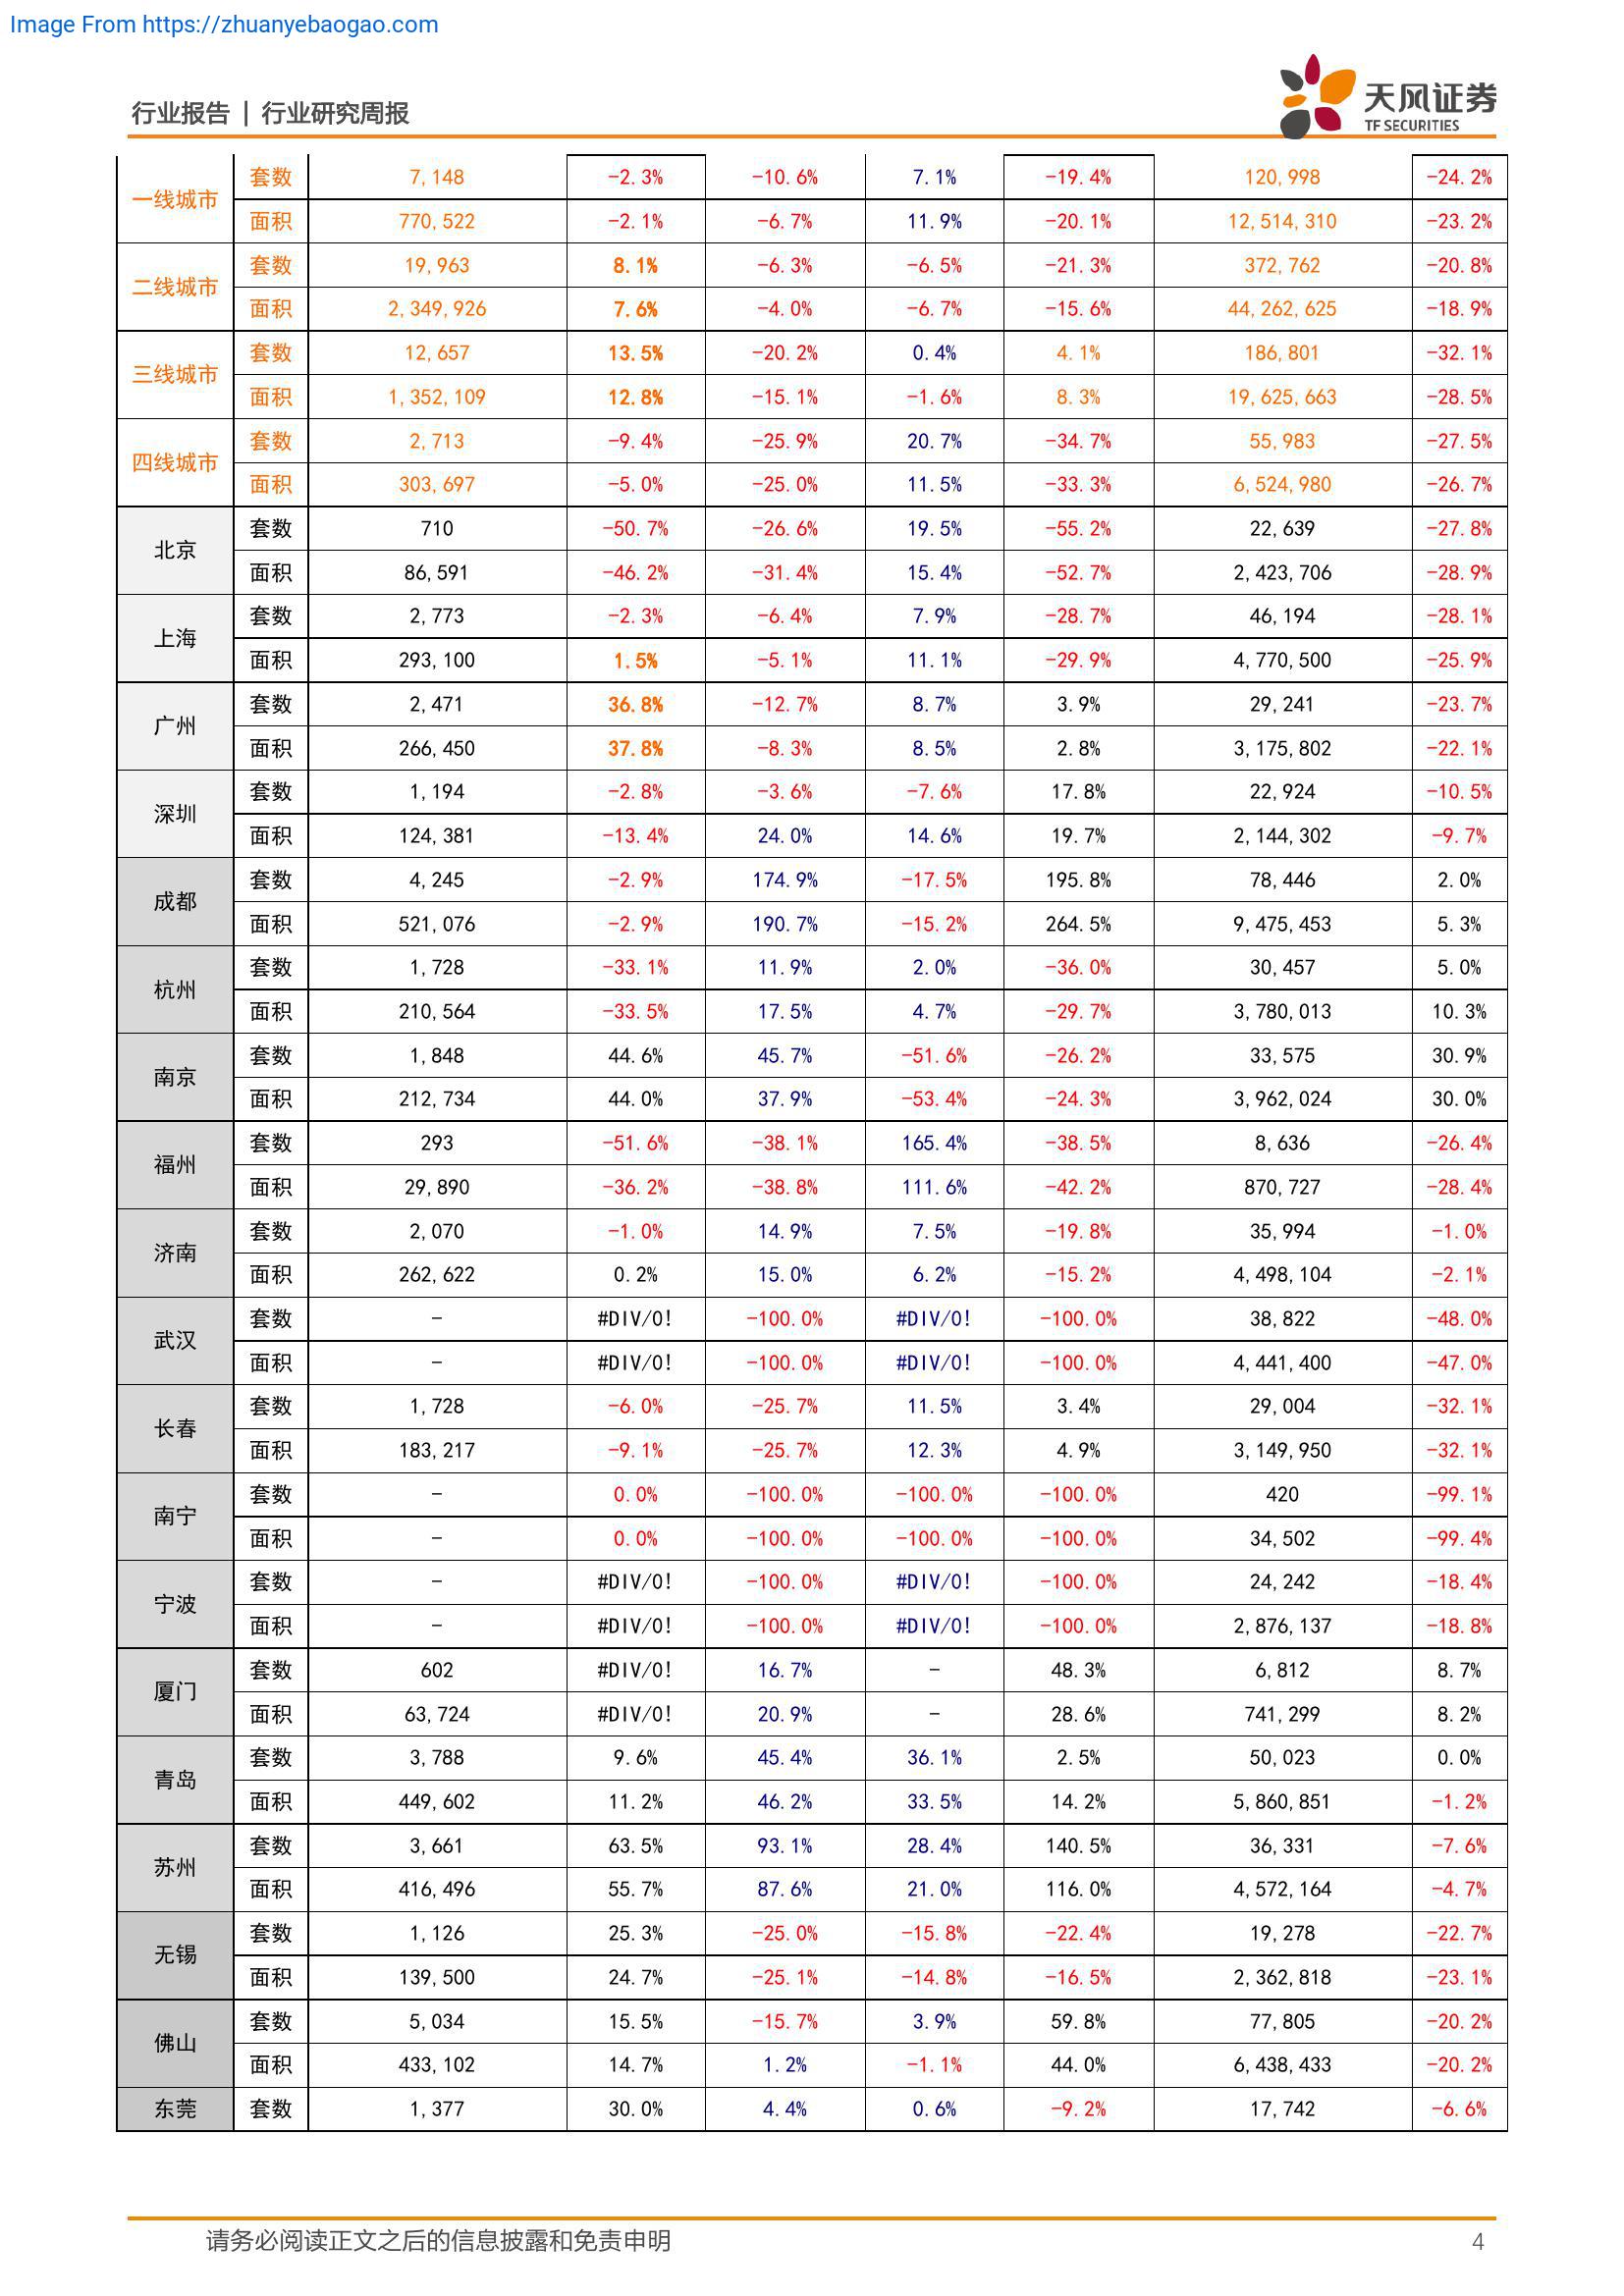 Image From https://zhuanyebaogao.com
行业报告 | 行业研究周报
天风证券
TF SECURITIES
一线城市 套数 7,148 -2.3% -10.6% 7.1% -19.4% 120,998 -24.2%
面积 770,522 -2.1% -6.7% 11.9% -20.1% 12,514,310 -23.2%
二线城市 套数 19,963 8.1% -6.3% -6.5% -21.3% 372,762 -20.8%
面积 2,349,926 7.6% -4.0% -6.7% -15.6% 44,262,625 -18.9%
三线城市 套数 12,657 13.5% -20.2% 0.4% 4.1% 186,801 -32.1%
面积 1,352,109 12.8% -15.1% -1.6% 8.3% 19,625,663 -28.5%
四线城市 套数 2,713 -9.4% -25.9% 20.7% -34.7% 55,983 -27.5%
面积 303,697 -5.0% -25.0% 11.5% -33.3% 6,524,980 -26.7%
北京 套数 710 -50.7% -26.6% 19.5% -55.2% 22,639 -27.8%
面积 86,591 -46.2% -31.4% 15.4% -52.7% 2,423,706 -28.9%
上海 套数 2,773 -2.3% -6.4% 7.9% -28.7% 46,194 -28.1%
面积 293,100 1.5% -5.1% 11.1% -29.9% 4,770,500 -25.9%
广州 套数 2,471 36.8% -12.7% 8.7% 3.9% 29,241 -23.7%
面积 266,450 37.8% -8.3% 8.5% 2.8% 3,175,802 -22.1%
深圳 套数 1,194 -2.8% -3.6% -7.6% 17.8% 22,924 -10.5%
面积 124,381 -13.4% 24.0% 14.6% 19.7% 2,144,302 -9.7%
成都 套数 4,245 -2.9% 174.9% -17.5% 195.8% 78,446 2.0%
面积 521,076 -2.9% 190.7% -15.2% 264.5% 9,475,453 5.3%
杭州 套数 1,728 -33.1% 11.9% 2.0% -36.0% 30,457 5.0%
面积 210,564 -33.5% 17.5% 4.7% -29.7% 3,780,013 10.3%
南京 套数 1,848 44.6% 45.7% -51.6% -26.2% 33,575 30.9%
面积 212,734 44.0% 37.9% -53.4% -24.3% 3,962,024 30.0%
福州 套数 293 -51.6% -38.1% 165.4% -38.5% 8,636 -26.4%
面积 29,890 -36.2% -38.8% 111.6% -42.2% 870,727 -28.4%
济南 套数 2,070 -1.0% 14.9% 7.5% -19.8% 35,994 -1.0%
面积 262,622 0.2% 15.0% 6.2% -15.2% 4,498,104 -2.1%
武汉 套数 - #DIV/0! -100.0% #DIV/0! -100.0% 38,822 -48.0%
面积 - #DIV/0! -100.0% #DIV/0! -100.0% 4,441,400 -47.0%
长春 套数 1,728 -6.0% -25.7% 11.5% 3.4% 29,004 -32.1%
面积 183,217 -9.1% -25.7% 12.3% 4.9% 3,149,950 -32.1%
南宁 套数 - 0.0% -100.0% -100.0% -100.0% 420 -99.1%
面积 - 0.0% -100.0% -100.0% -100.0% 34,502 -99.4%
宁波 套数 - #DIV/0! -100.0% #DIV/0! -100.0% 24,242 -18.4%
面积 - #DIV/0! -100.0% #DIV/0! -100.0% 2,876,137 -18.8%
厦门 套数 602 #DIV/0! 16.7% - 48.3% 6,812 8.7%
面积 63,724 #DIV/0! 20.9% - 28.6% 741,299 8.2%
青岛 套数 3,788 9.6% 45.4% 36.1% 2.5% 50,023 0.0%
面积 449,602 11.2% 46.2% 33.5% 14.2% 5,860,851 -1.2%
苏州 套数 3,661 63.5% 93.1% 28.4% 140.5% 36,331 -7.6%
面积 416,496 55.7% 87.6% 21.0% 116.0% 4,572,164 -4.7%
无锡 套数 1,126 25.3% -25.0% -15.8% -22.4% 19,278 -22.7%
面积 139,500 24.7% -25.1% -14.8% -16.5% 2,362,818 -23.1%
佛山 套数 5,034 15.5% -15.7% 3.9% 59.8% 77,805 -20.2%
面积 433,102 14.7% 1.2% -1.1% 44.0% 6,438,433 -20.2%
东莞 套数 1,377 30.0% 4.4% 0.6% -9.2% 17,742 -6.6%
请务必阅读正文之后的信息披露和免责申明 4